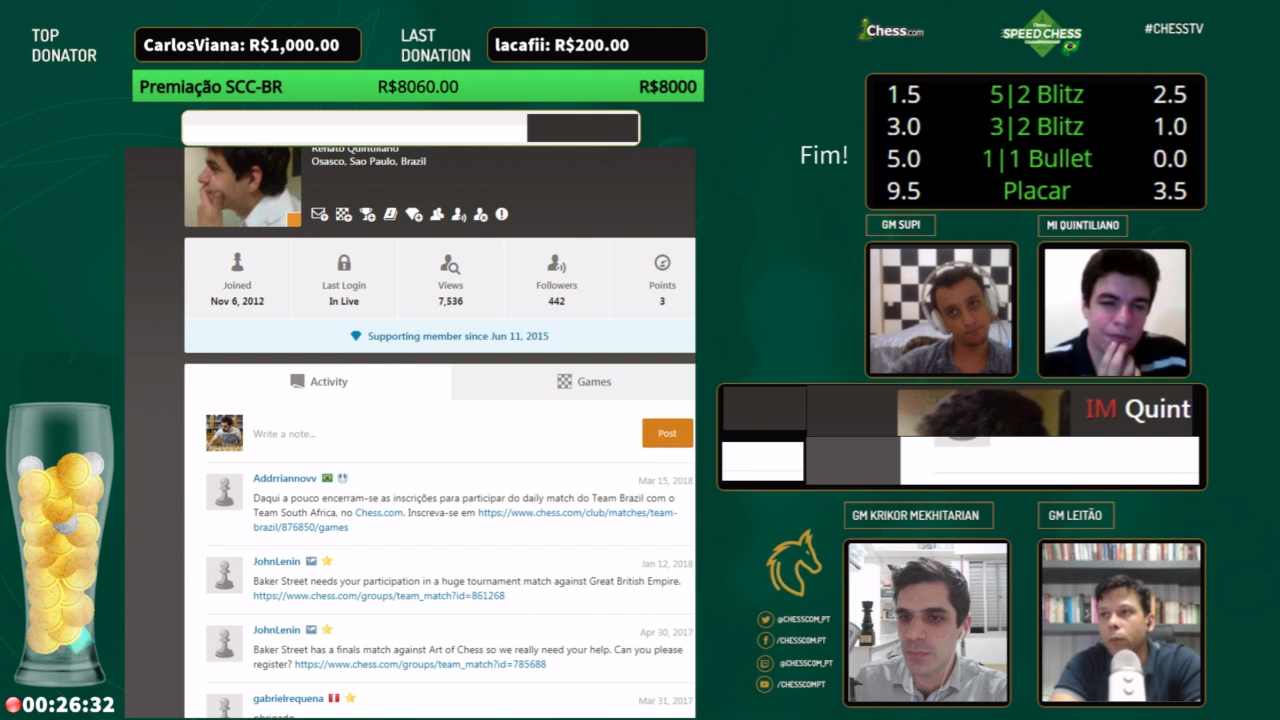 TOP
DONATOR
CarlosViana: R$1,000.00
LAST
DONATION
lacafii: R$200.00
Premiação SCC-BR
R$8060.00
R$8000
Chess.com
Chess.com
SPEED CHESS
CHAMPIONSHIP
#CHESSTV
Renato Quintiliano
Osasco, Sao Paulo, Brazil
Joined
Nov 6, 2012
Last Login
In Live
Views
7,536
Followers
442
Points
3
Supporting member since Jun 11, 2015
Activity
Games
Write a note...
Post
Addrriannovv
Mar 15, 2018
Daqui a pouco encerram-se as inscrições para participar do daily match do Team Brazil com o
Team South Africa, no Chess.com. Inscreva-se em https://www.chess.com/club/matches/team-
brazil/876850/games
JohnLenin
Jan 12, 2018
Baker Street needs your participation in a huge tournament match against Great British Empire.
https://www.chess.com/groups/team_match?id=861268
JohnLenin
Apr 30, 2017
Baker Street has a finals match against Art of Chess so we really need your help. Can you please
register? https://www.chess.com/groups/team_match?id=785688
gabrielrequena
Mar 31, 2017
obrigado
00:26:32
Fim!
1.5 5|2 Blitz 2.5
3.0 3|2 Blitz 1.0
5.0 1|1 Bullet 0.0
9.5 Placar 3.5
GM SUPI
MI QUINTILIANO
IM Quint
GM KRIKOR MEKHITARIAN
GM LEITÃO
@CHESSCOM_PT
/CHESSCOM.PT
@CHESSCOM_PT
/CHESSCOMPT